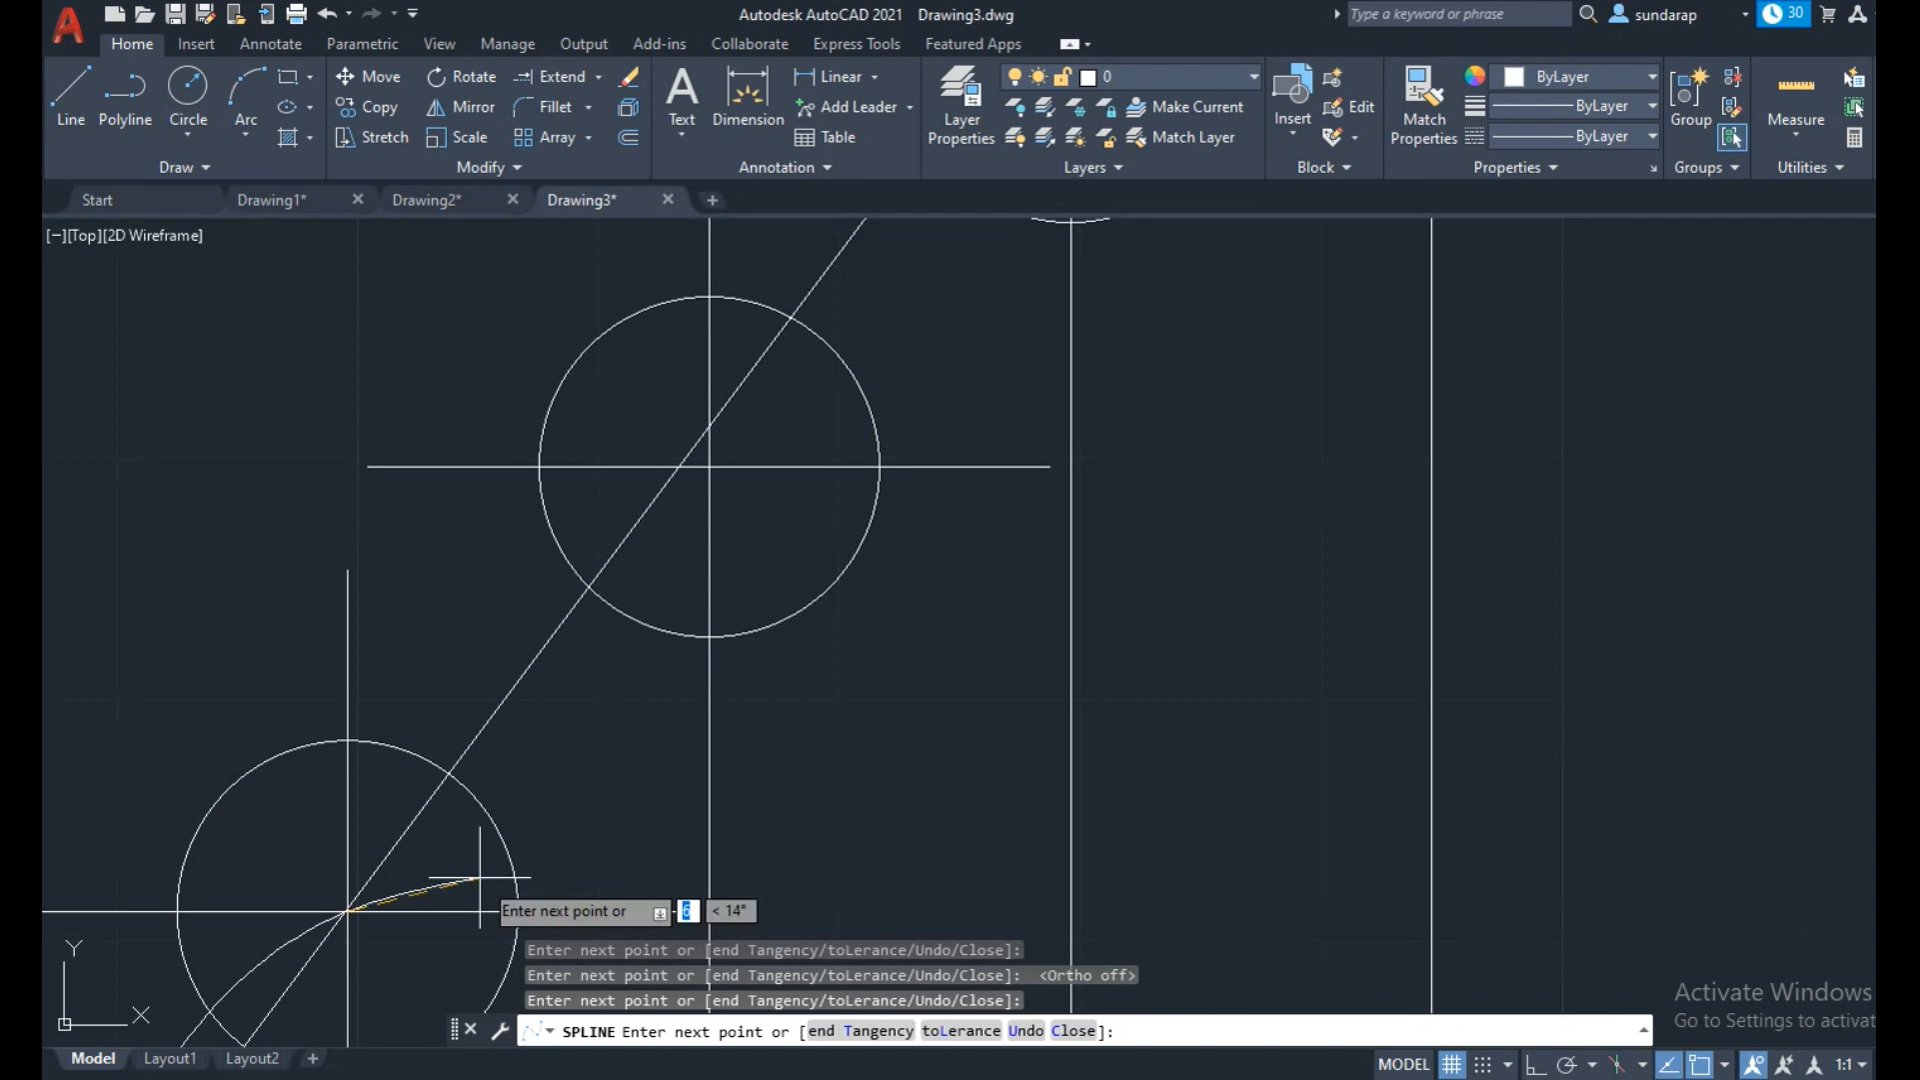 Autodesk AutoCAD 2021 Drawing3.dwg
Type a keyword or phrase
sundarap
30
Home Insert Annotate Parametric View Manage Output Add-ins Collaborate Express Tools Featured Apps
Line Polyline Circle Arc
Draw
Move Rotate Extend
Copy Mirror Fillet
Stretch Scale Array
Modify
Text Dimension
Linear
Add Leader
Table
Annotation
Layer Properties
0
Make Current
Match Layer
Layers
Insert
Edit
Block
Match Properties
ByLayer
ByLayer
ByLayer
Properties
Group
Groups
Measure
Utilities
Start Drawing1* Drawing2* Drawing3*
[−][Top][2D Wireframe]
Enter next point or 6 < 14°
Enter next point or [end Tangency/toLerance/Undo/Close]:
Enter next point or [end Tangency/toLerance/Undo/Close]: <Ortho off>
Enter next point or [end Tangency/toLerance/Undo/Close]:
SPLINE Enter next point or [end Tangency toLerance Undo Close]:
Y
X
Activate Windows
Go to Settings to activat
Model Layout1 Layout2
MODEL 1:1